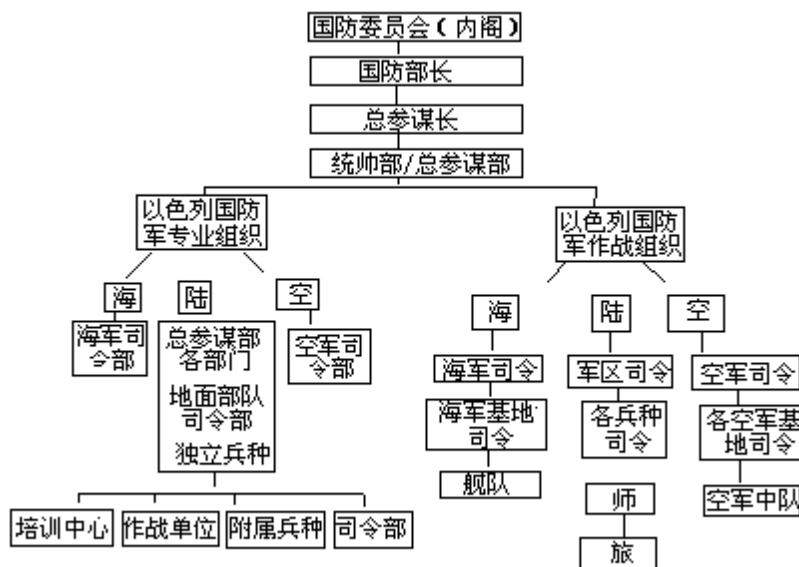 国防委员会（内阁）
国防部长
总参谋长
统帅部/总参谋部
以色列国防
军专业组织
以色列国防
军作战组织
海
陆
空
海军司
令部
总参谋部
各部门
地面部队
司令部
独立兵种
空军司
令部
培训中心
作战单位
附属兵种
司令部
海
陆
空
海军司令
军区司令
空军司令
海军基地
司令
各兵种
司令
各空军基
地司令
舰队
师
旅
空军中队